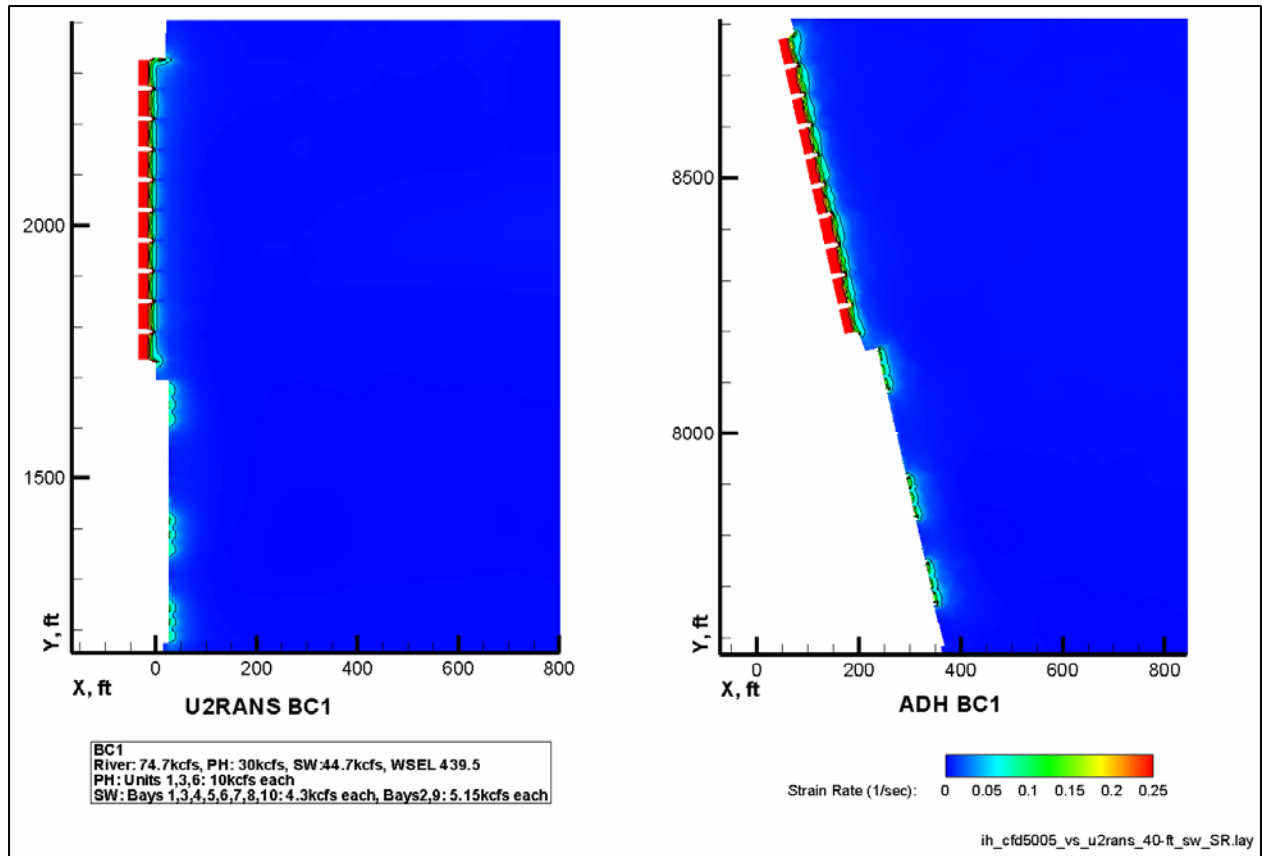 2000
1500
Y, ft
0
200
400
600
800
X, ft
U2RANS BC1
8500
8000
Y, ft
0
200
400
600
800
X, ft
ADH BC1
BC1
River: 74.7kcfs, PH: 30kcfs, SW:44.7kcfs, WSEL 439.5
PH: Units 1,3,6: 10kcfs each
SW: Bays 1,3,4,5,6,7,8,10: 4.3kcfs each, Bays2,9: 5.15kcfs each
Strain Rate (1/sec): 0 0.05 0.1 0.15 0.2 0.25
ih_cfd5005_vs_u2rans_40-ft_sw_SR.lay